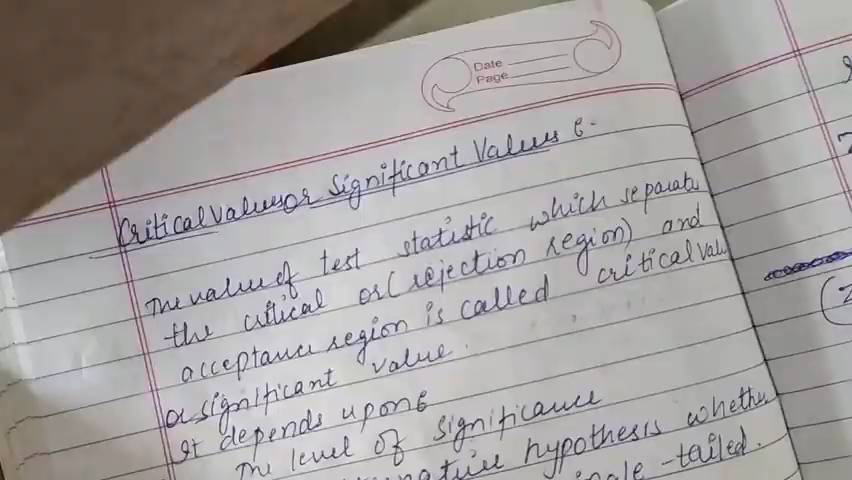 Date
Page
Critical Values or Significant Values :-
The value of test statistic which separate
the critical or (rejection region) and
acceptance region is called critical valu
or significant value.
It depends upon :
The level of significance
hypothesis whether
-tailed.